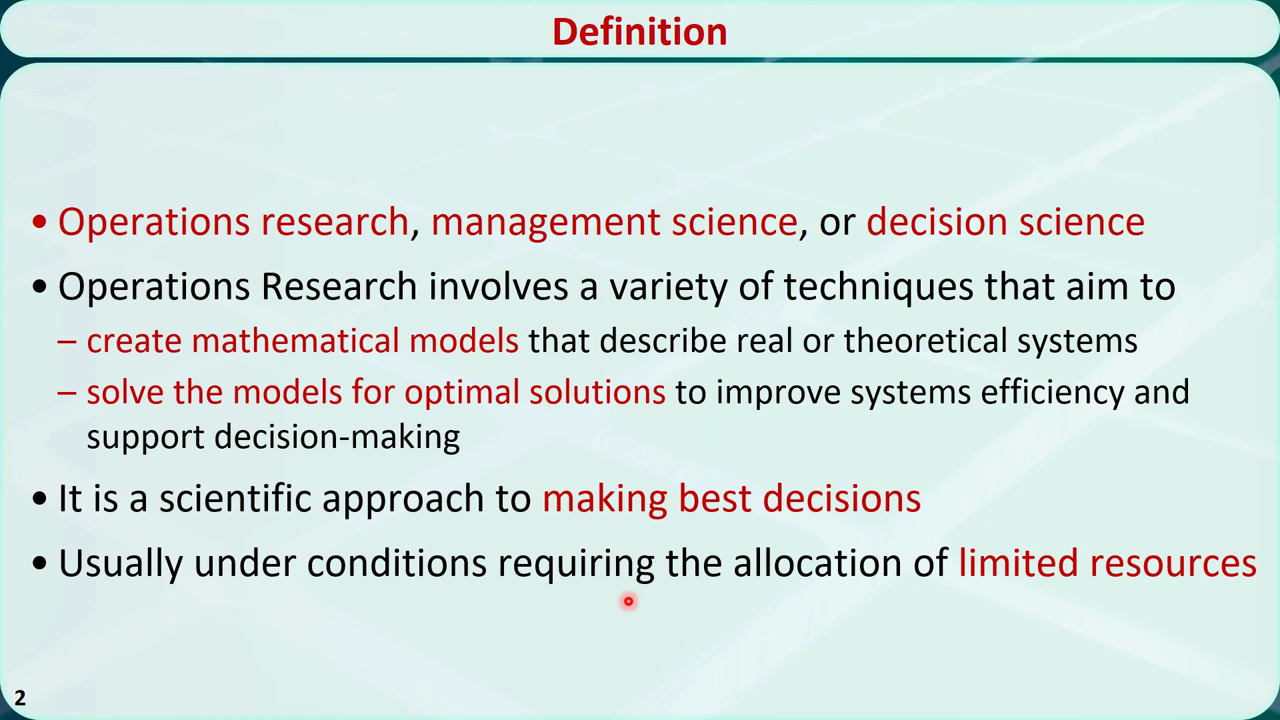 Definition
• Operations research, management science, or decision science
• Operations Research involves a variety of techniques that aim to
– create mathematical models that describe real or theoretical systems
– solve the models for optimal solutions to improve systems efficiency and
support decision-making
• It is a scientific approach to making best decisions
• Usually under conditions requiring the allocation of limited resources
2